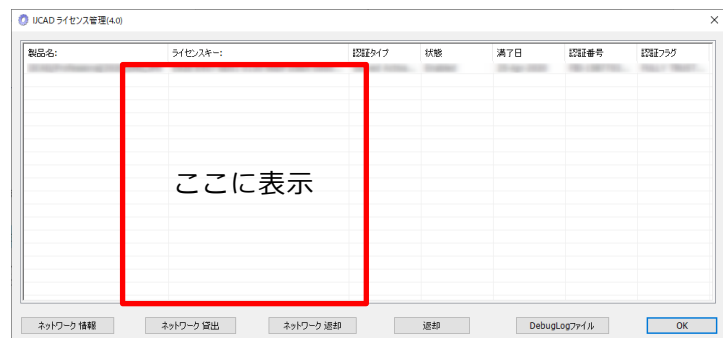 IJCAD ライセンス管理(4.0)
製品名: ライセンスキー: 認証タイプ 状態 満了日 認証番号 認証フラグ
ここに表示
ネットワーク 情報 ネットワーク 貸出 ネットワーク 返却 返却 DebugLogファイル OK